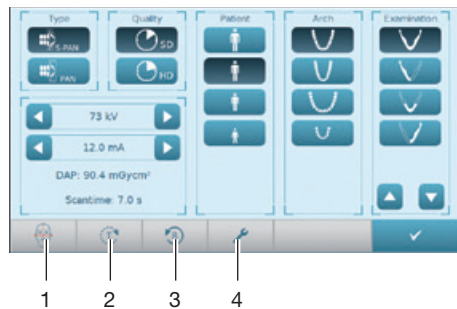 Type
Quality
Patient
Arch
Examination
S-PAN
SD
PAN
HD
73 kV
12.0 mA
DAP: 90.4 mGycm²
Scantime: 7.0 s
T
R
1
2
3
4